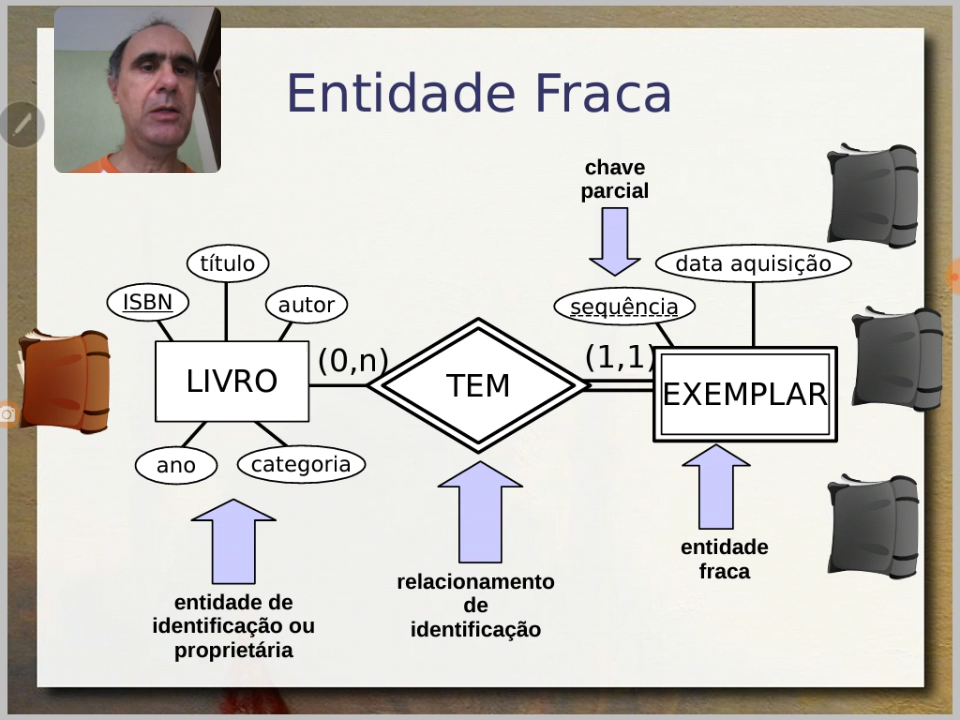 Entidade Fraca
chave
parcial
título
data aquisição
ISBN
autor
sequência
(0,n)
(1,1)
LIVRO
TEM
EXEMPLAR
ano
categoria
entidade de
identificação ou
proprietária
relacionamento
de
identificação
entidade
fraca